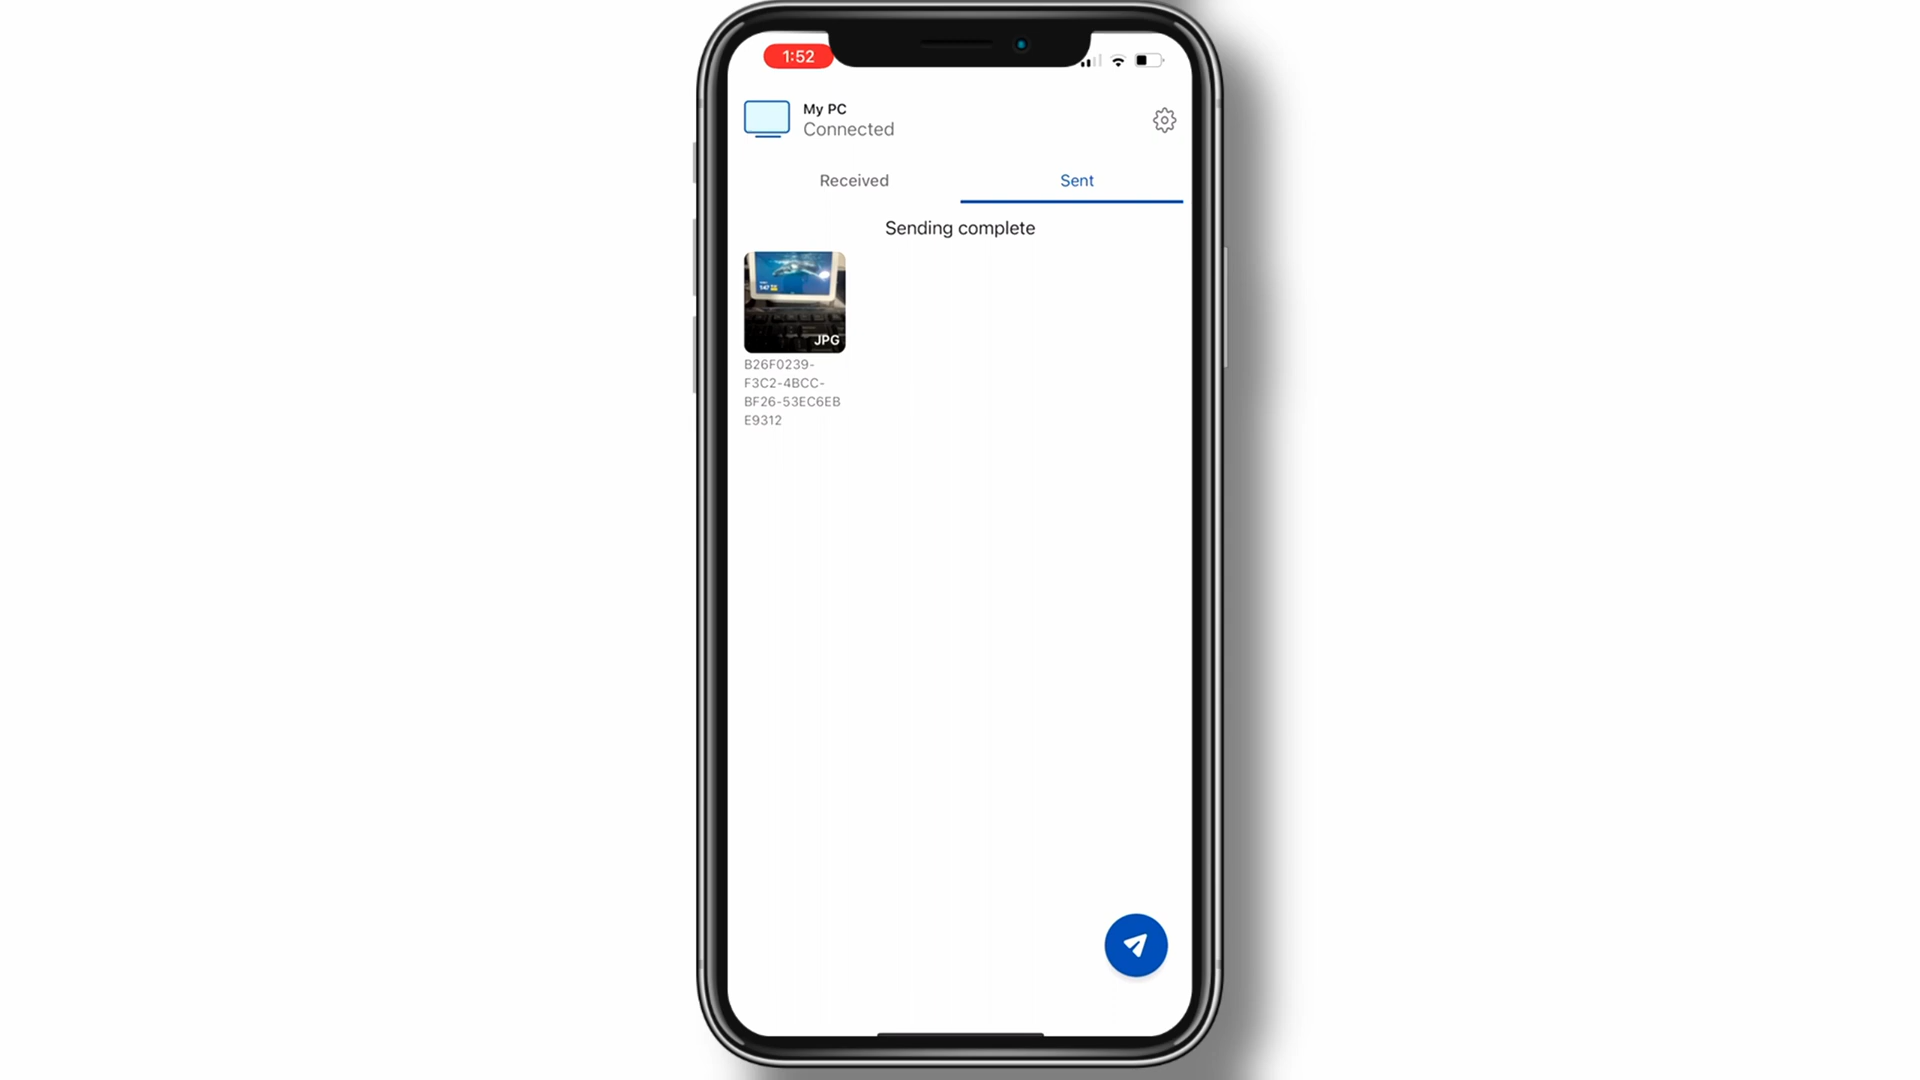 1:52
My PC
Connected
Received
Sent
Sending complete
JPG
B26F0239-
F3C2-4BCC-
BF26-53EC6EB
E9312